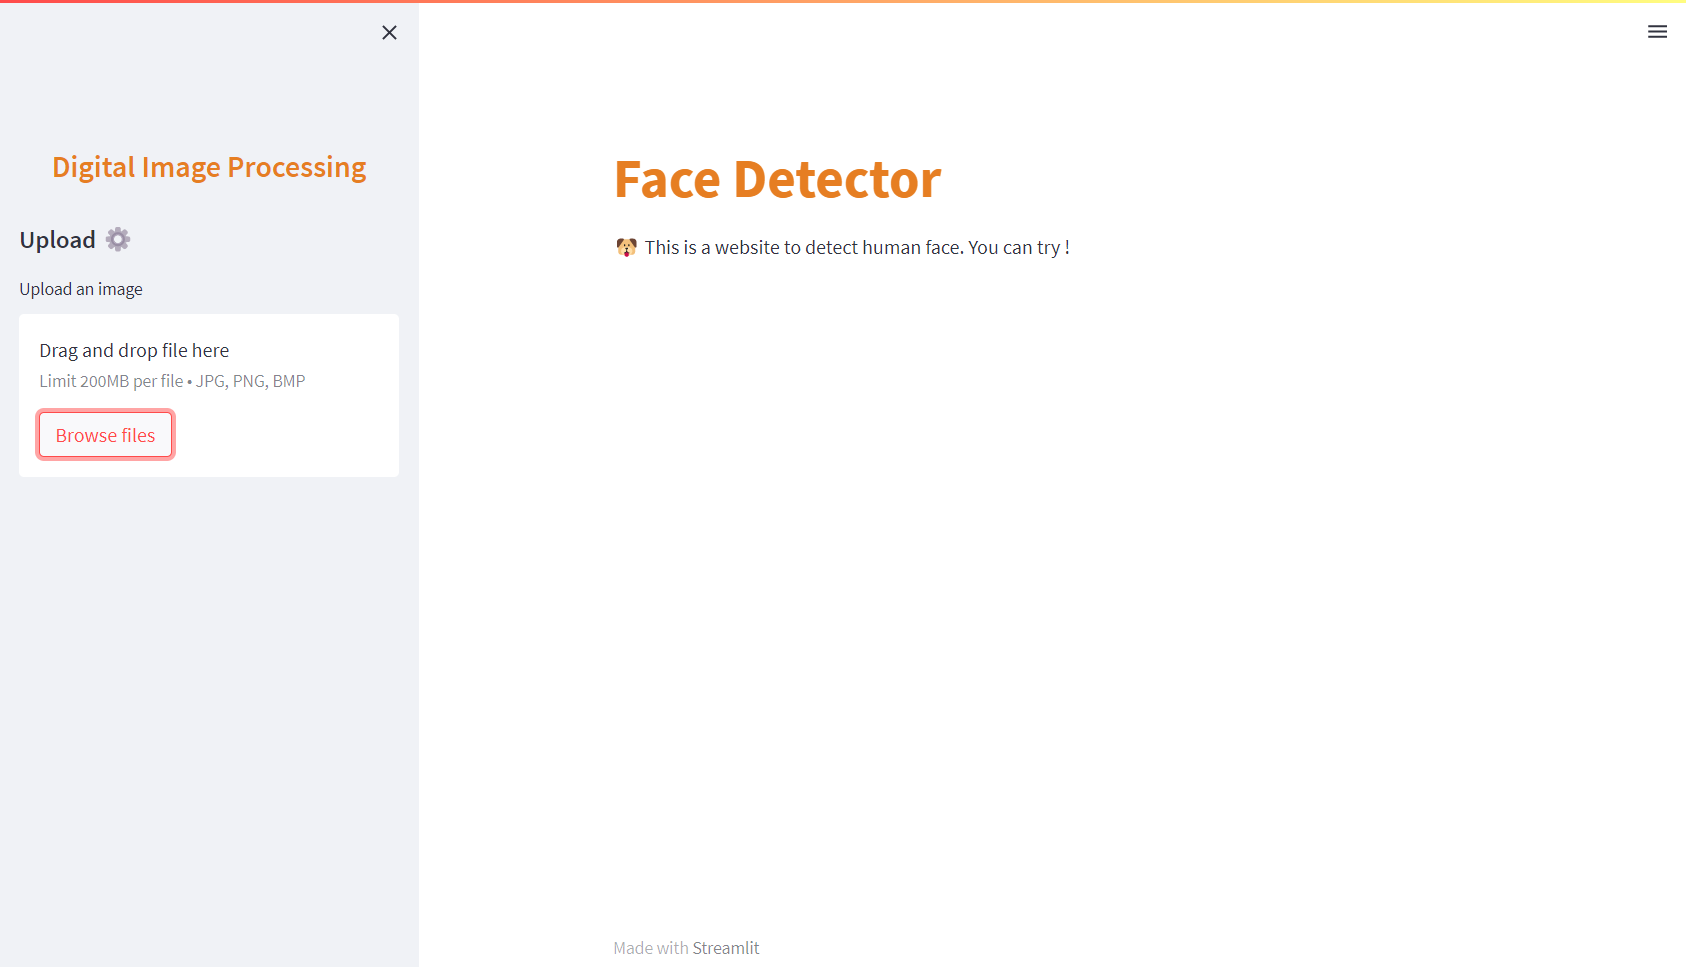 Digital Image Processing
Upload
Upload an image
Drag and drop file here
Limit 200MB per file • JPG, PNG, BMP
Browse files
Face Detector
This is a website to detect human face. You can try !
Made with Streamlit